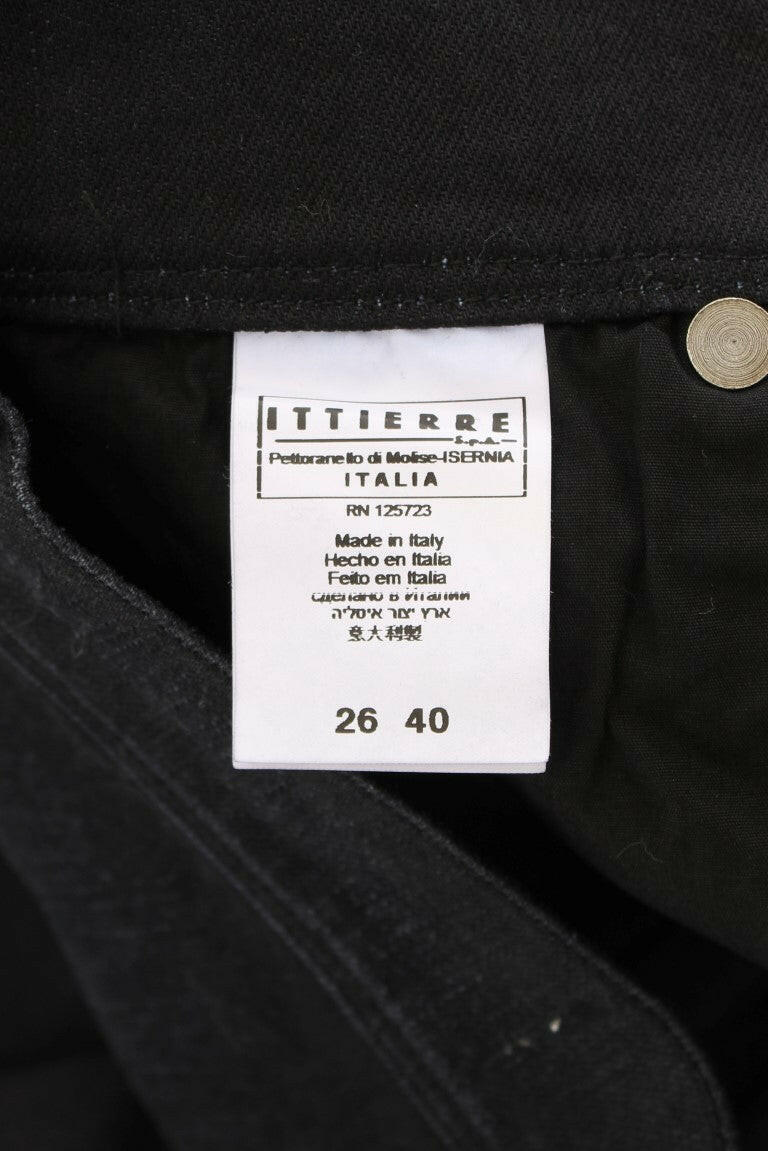 ITTIERRE
S.p.A.
Pettoranello di Molise-ISERNIA
ITALIA
RN 125723
Made in Italy
Hecho en Italia
Feito em Italia
сделано в Италии
ארץ יצור איטליה
意大利製
26 40